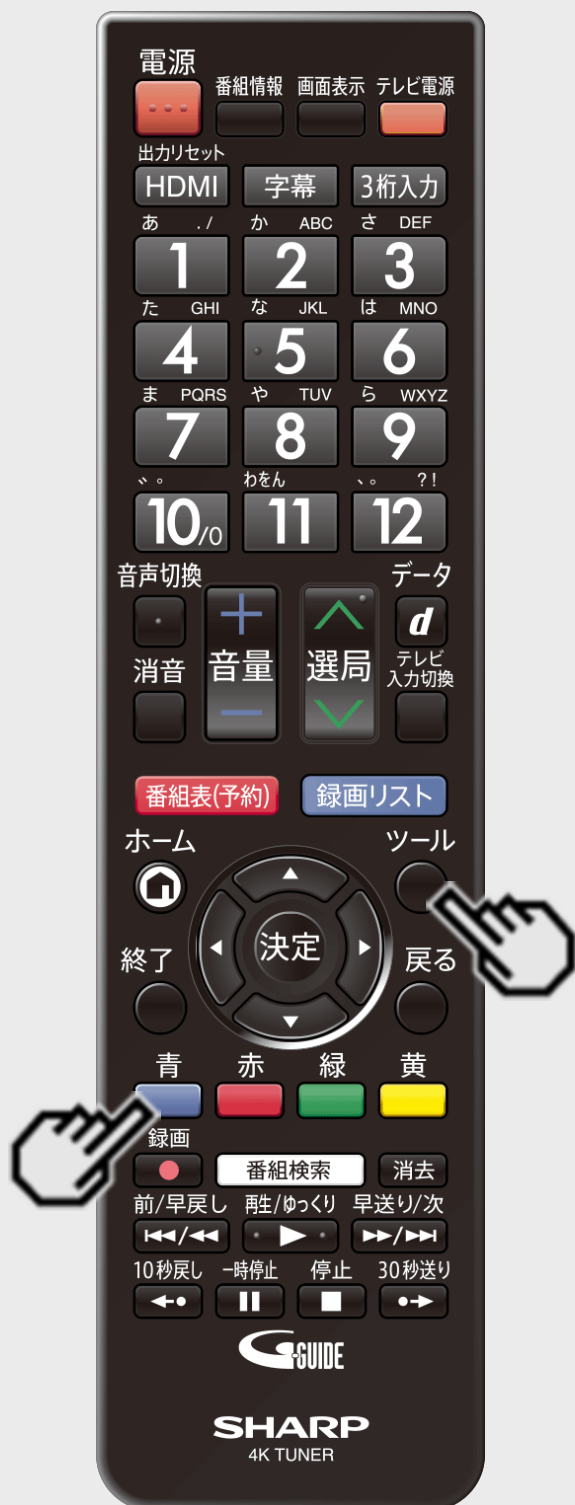 電源
番組情報 画面表示 テレビ電源
出力リセット
HDMI 字幕 3桁入力
あ ./ か ABC さ DEF
1 2 3
た GHI な JKL は MNO
4 5 6
ま PQRS や TUV ら WXYZ
7 8 9
゛゜ わをん 、。 ?!
10/0 11 12
音声切換 データ
+ d
消音 音量 選局 テレビ
入力切換
−
番組表(予約) 録画リスト
ホーム ツール
決定
終了 戻る
青 赤 緑 黄
録画
番組検索 消去
前/早戻し 再生/ゆっくり 早送り/次
10秒戻し 一時停止 停止 30秒送り
G-GUIDE
SHARP
4K TUNER